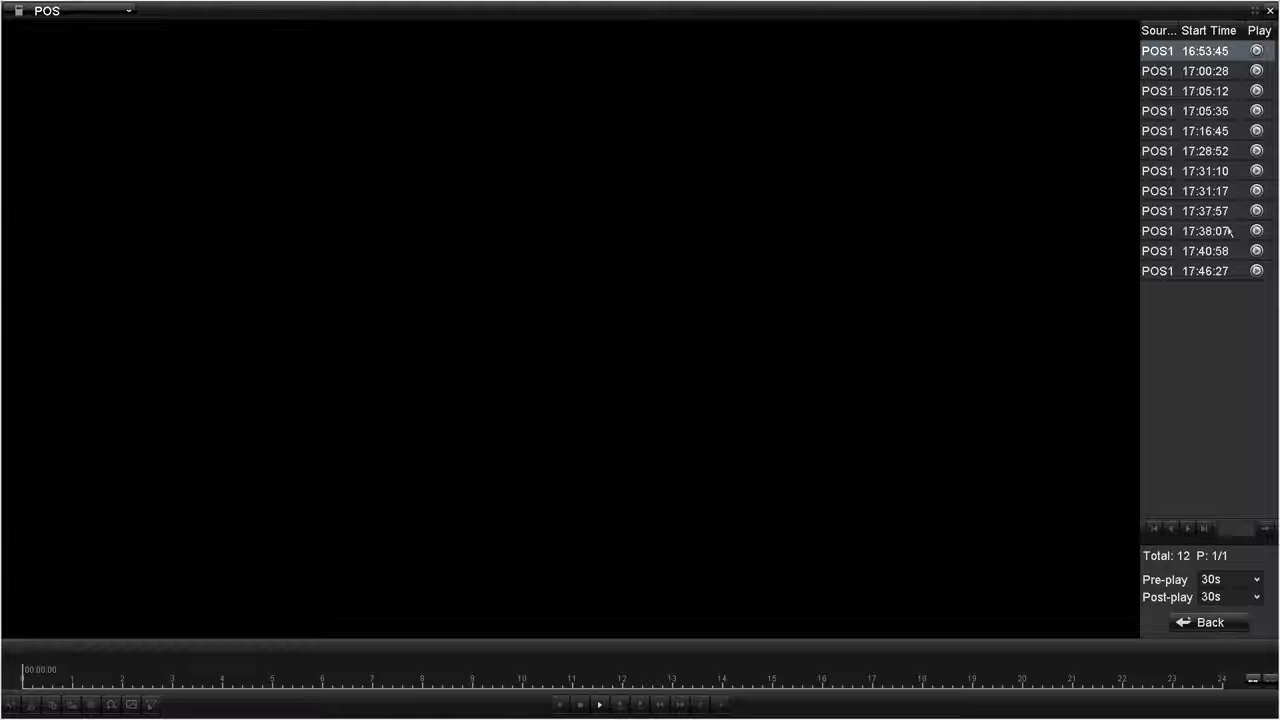 POS
Sour... Start Time Play
POS1 16:53:45
POS1 17:00:28
POS1 17:05:12
POS1 17:05:35
POS1 17:16:45
POS1 17:28:52
POS1 17:31:10
POS1 17:31:17
POS1 17:37:57
POS1 17:38:07
POS1 17:40:58
POS1 17:46:27
Total: 12 P: 1/1
Pre-play 30s
Post-play 30s
Back
00:00:00
1 2 3 4 5 6 7 8 9 10 11 12 13 14 15 16 17 18 19 20 21 22 23 24